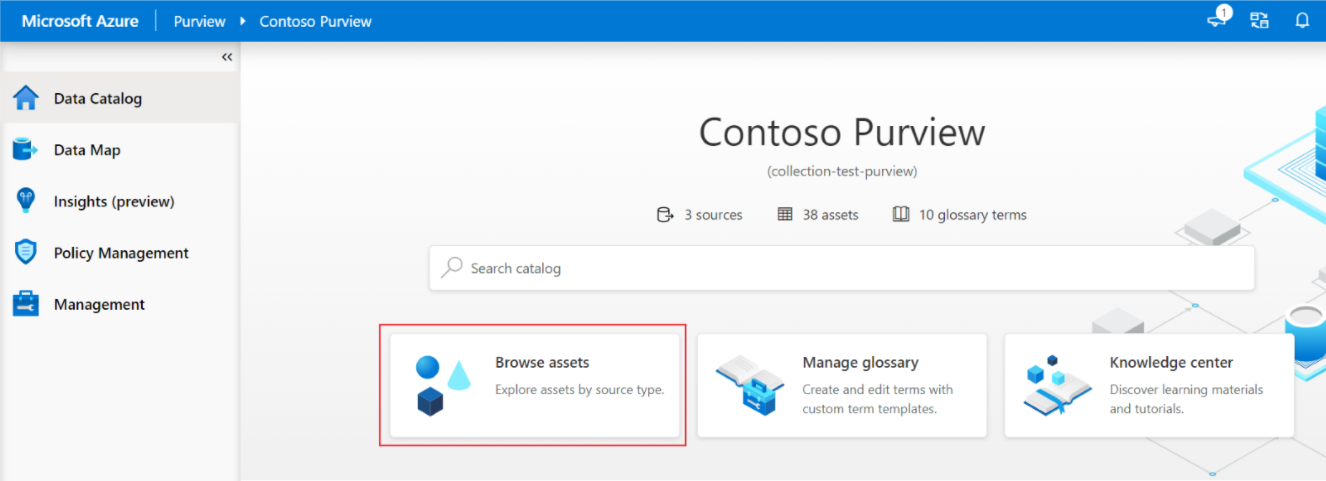 Microsoft Azure Purview Contoso Purview 1
Data Catalog
Data Map
Insights (preview)
Policy Management
Management
Contoso Purview
(collection-test-purview)
3 sources 38 assets 10 glossary terms
Search catalog
Browse assets
Explore assets by source type.
Manage glossary
Create and edit terms with
custom term templates.
Knowledge center
Discover learning materials
and tutorials.